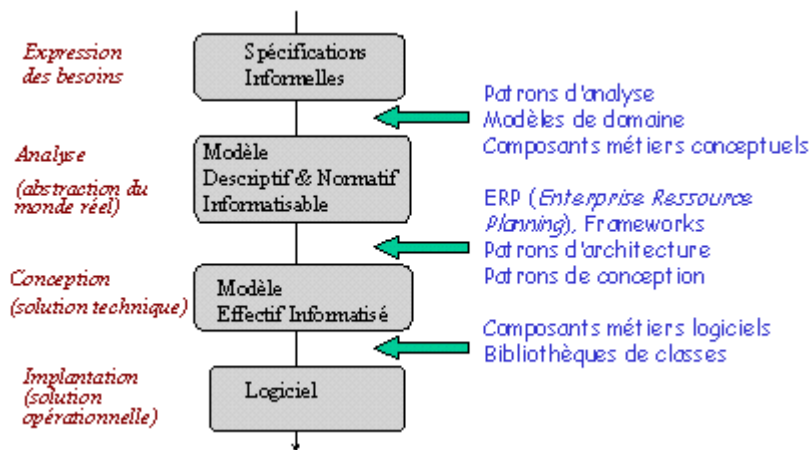 Expression
des besoins
Spécifications
Informelles
Patrons d'analyse
Modèles de domaine
Composants métiers conceptuels
Analyse
(abstraction du
monde réel)
Modèle
Descriptif & Normatif
Informatisable
ERP (Enterprise Ressource
Planning), Frameworks
Patrons d'architecture
Patrons de conception
Conception
(solution technique)
Modèle
Effectif Informatisé
Composants métiers logiciels
Bibliothèques de classes
Implantation
(solution
opérationnelle)
Logiciel